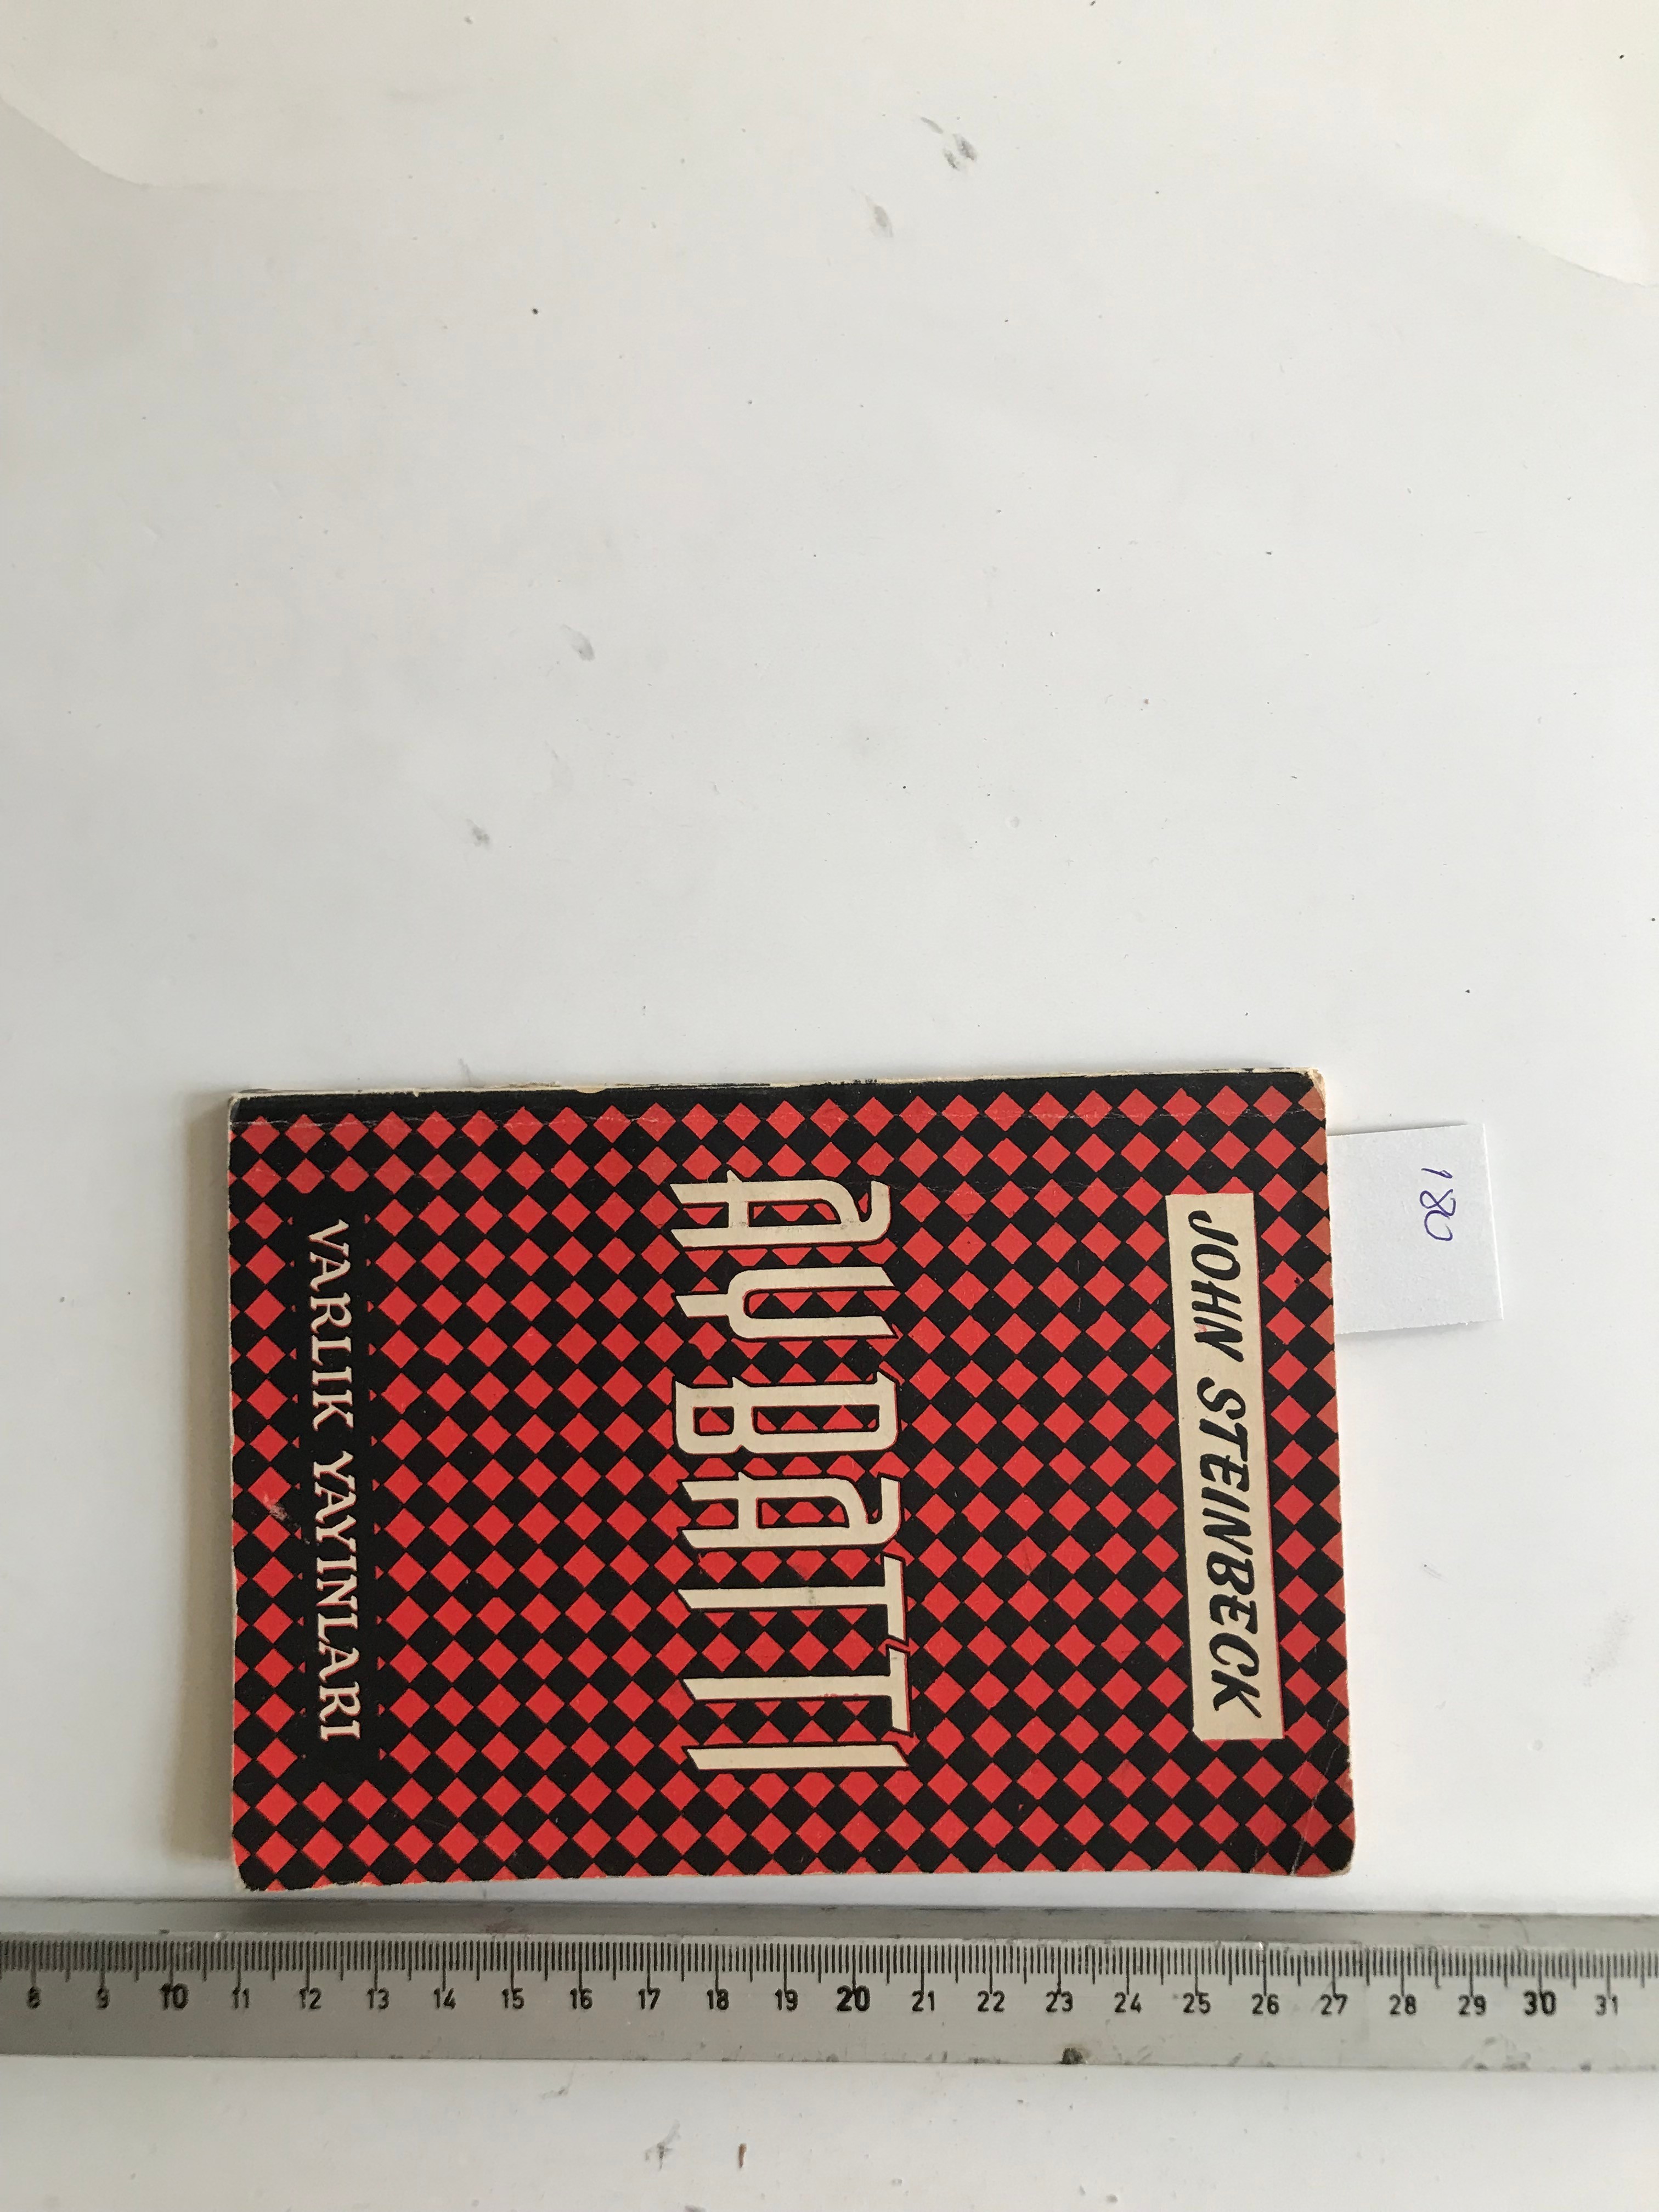 180
JOHN STEINBECK
AYBATTI
VARLIK YAYINLARI
8 9 10 11 12 13 14 15 16 17 18 19 20 21 22 23 24 25 26 27 28 29 30 31